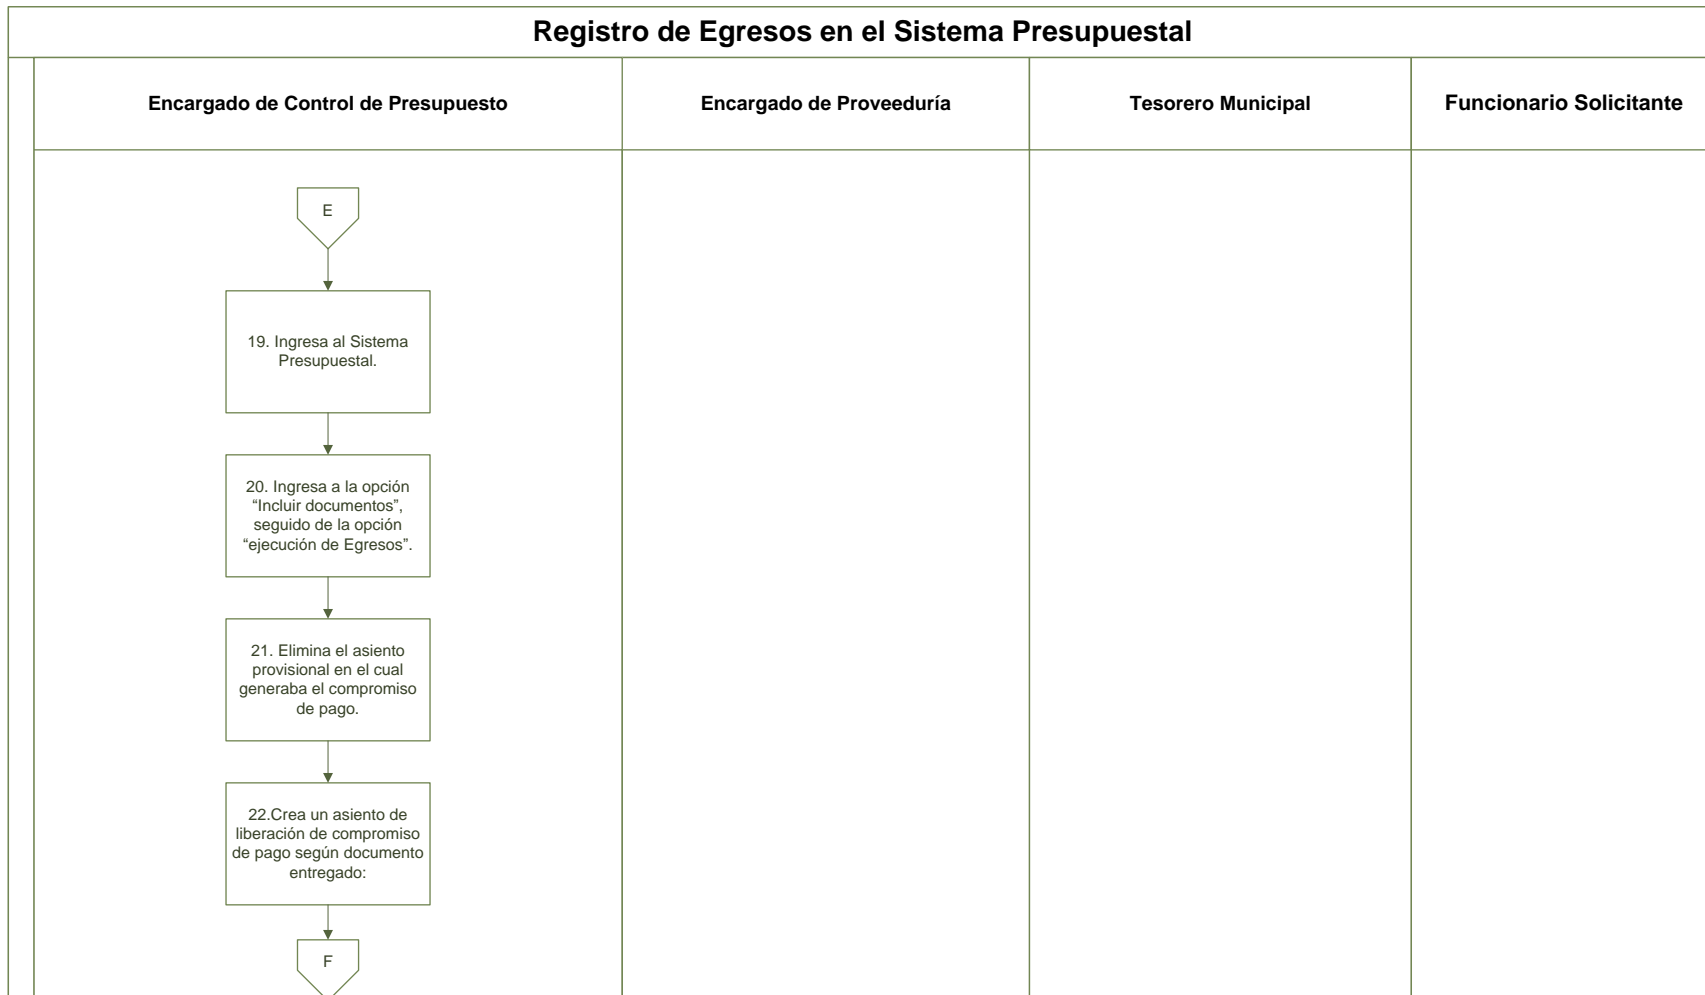 Registro de Egresos en el Sistema Presupuestal
Encargado de Control de Presupuesto
Encargado de Proveeduría
Tesorero Municipal
Funcionario Solicitante
E
19. Ingresa al Sistema
Presupuestal.
20. Ingresa a la opción
“Incluir documentos”,
seguido de la opción
“ejecución de Egresos”.
21. Elimina el asiento
provisional en el cual
generaba el compromiso
de pago.
22.Crea un asiento de
liberación de compromiso
de pago según documento
entregado:
F